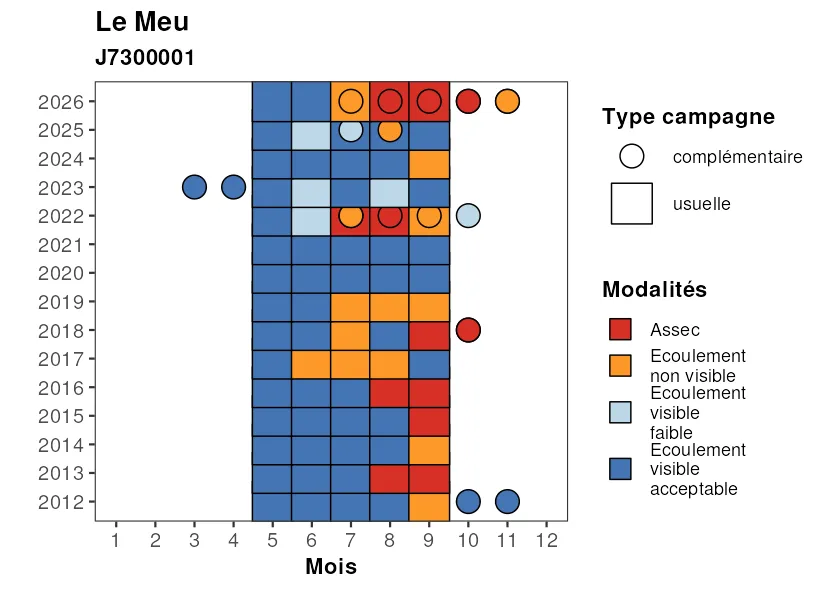 Le Meu
J7300001
2026
2025
2024
2023
2022
2021
2020
2019
2018
2017
2016
2015
2014
2013
2012
1 2 3 4 5 6 7 8 9 10 11 12
Mois
Type campagne
complémentaire
usuelle
Modalités
Assec
Ecoulement
non visible
Ecoulement
visible
faible
Ecoulement
visible
acceptable